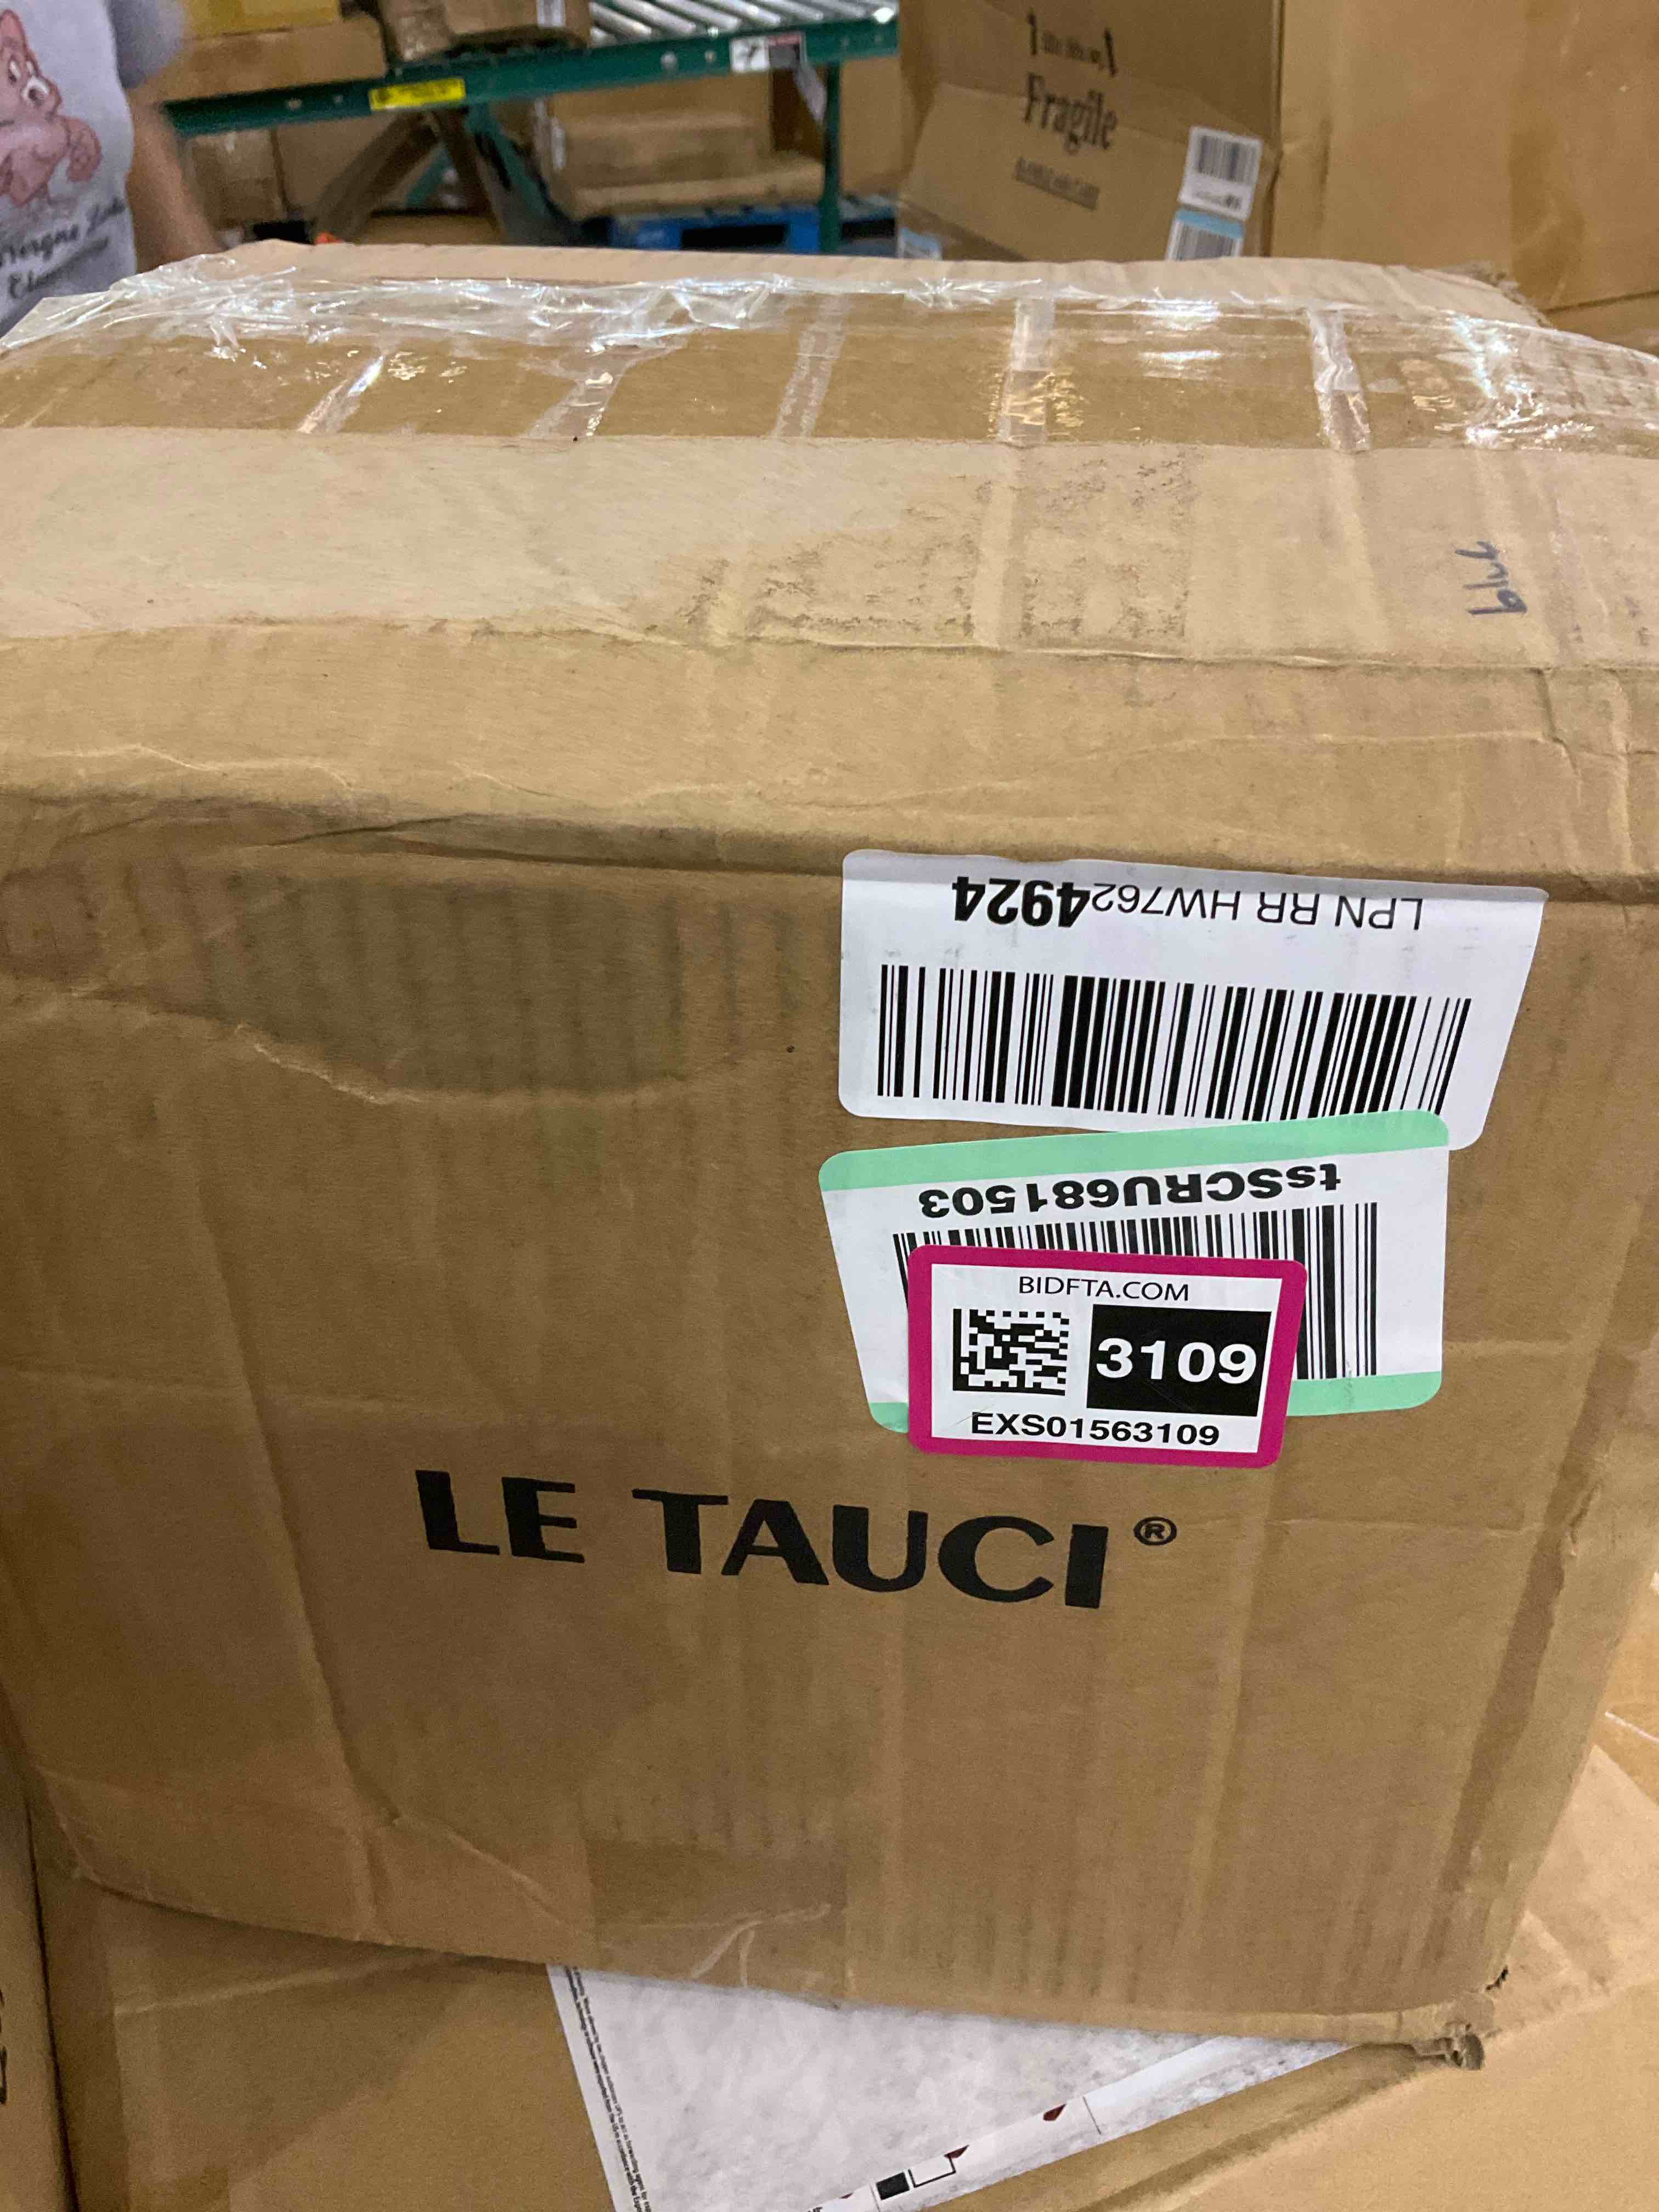 Fragile
blue
LPN RR HW7624924
tsSCRU681503
BIDFTA.COM
3109
EXS01563109
LE TAUCI®